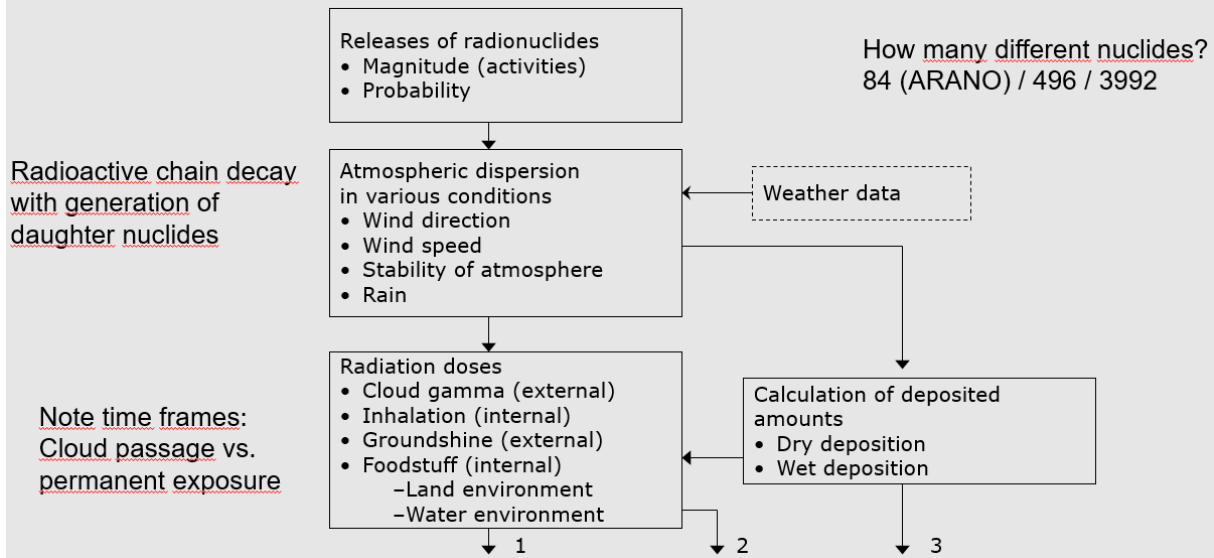 Releases of radionuclides
• Magnitude (activities)
• Probability
How many different nuclides?
84 (ARANO) / 496 / 3992
Radioactive chain decay
with generation of
daughter nuclides
Atmospheric dispersion
in various conditions
• Wind direction
• Wind speed
• Stability of atmosphere
• Rain
Weather data
Note time frames:
Cloud passage vs.
permanent exposure
Radiation doses
• Cloud gamma (external)
• Inhalation (internal)
• Groundshine (external)
• Foodstuff (internal)
–Land environment
–Water environment
Calculation of deposited
amounts
• Dry deposition
• Wet deposition
1
2
3